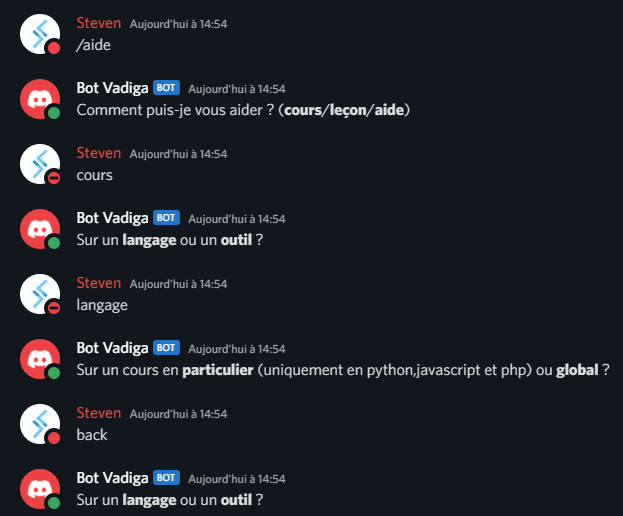 Steven Aujourd'hui à 14:54
/aide
Bot Vadiga BOT Aujourd'hui à 14:54
Comment puis-je vous aider ? (cours/leçon/aide)
Steven Aujourd'hui à 14:54
cours
Bot Vadiga BOT Aujourd'hui à 14:54
Sur un langage ou un outil ?
Steven Aujourd'hui à 14:54
langage
Bot Vadiga BOT Aujourd'hui à 14:54
Sur un cours en particulier (uniquement en python,javascript et php) ou global ?
Steven Aujourd'hui à 14:54
back
Bot Vadiga BOT Aujourd'hui à 14:54
Sur un langage ou un outil ?